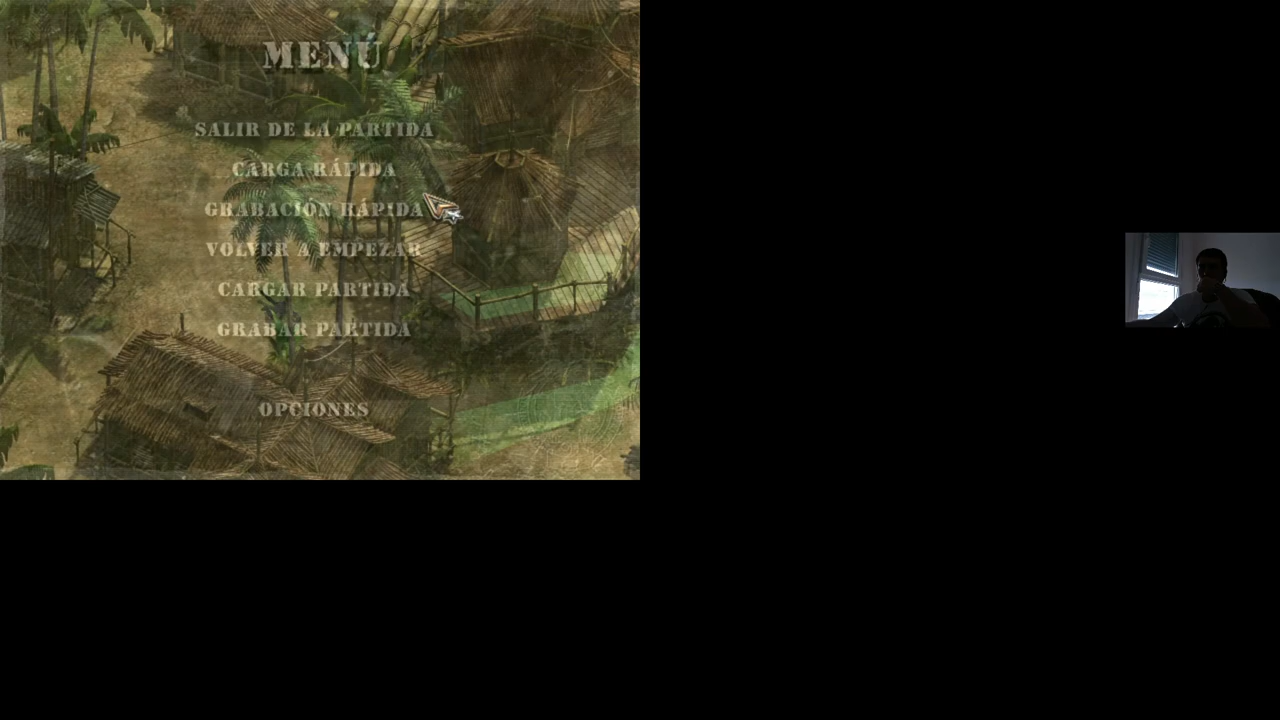 MENÚ
SALIR DE LA PARTIDA
CARGA RÁPIDA
GRABACIÓN RÁPIDA
VOLVER A EMPEZAR
CARGAR PARTIDA
GRABAR PARTIDA
OPCIONES